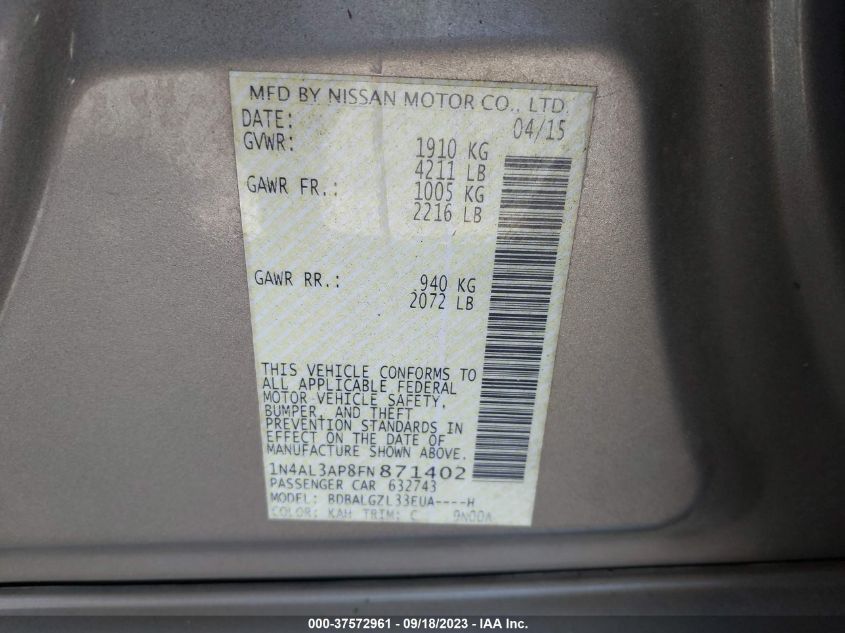 MFD BY NISSAN MOTOR CO., LTD.
DATE: 04/15
GVWR: 1910 KG
4211 LB
GAWR FR.: 1005 KG
2216 LB
GAWR RR.: 940 KG
2072 LB
THIS VEHICLE CONFORMS TO
ALL APPLICABLE FEDERAL
MOTOR VEHICLE SAFETY,
BUMPER, AND THEFT
PREVENTION STANDARDS IN
EFFECT ON THE DATE OF
MANUFACTURE SHOWN ABOVE.
1N4AL3AP8FN871402
PASSENGER CAR 632743
MODEL: BDBALGZL33EUA----H
COLOR: KAH TRIM: C 9N00A
000-37572961 - 09/18/2023 - IAA Inc.